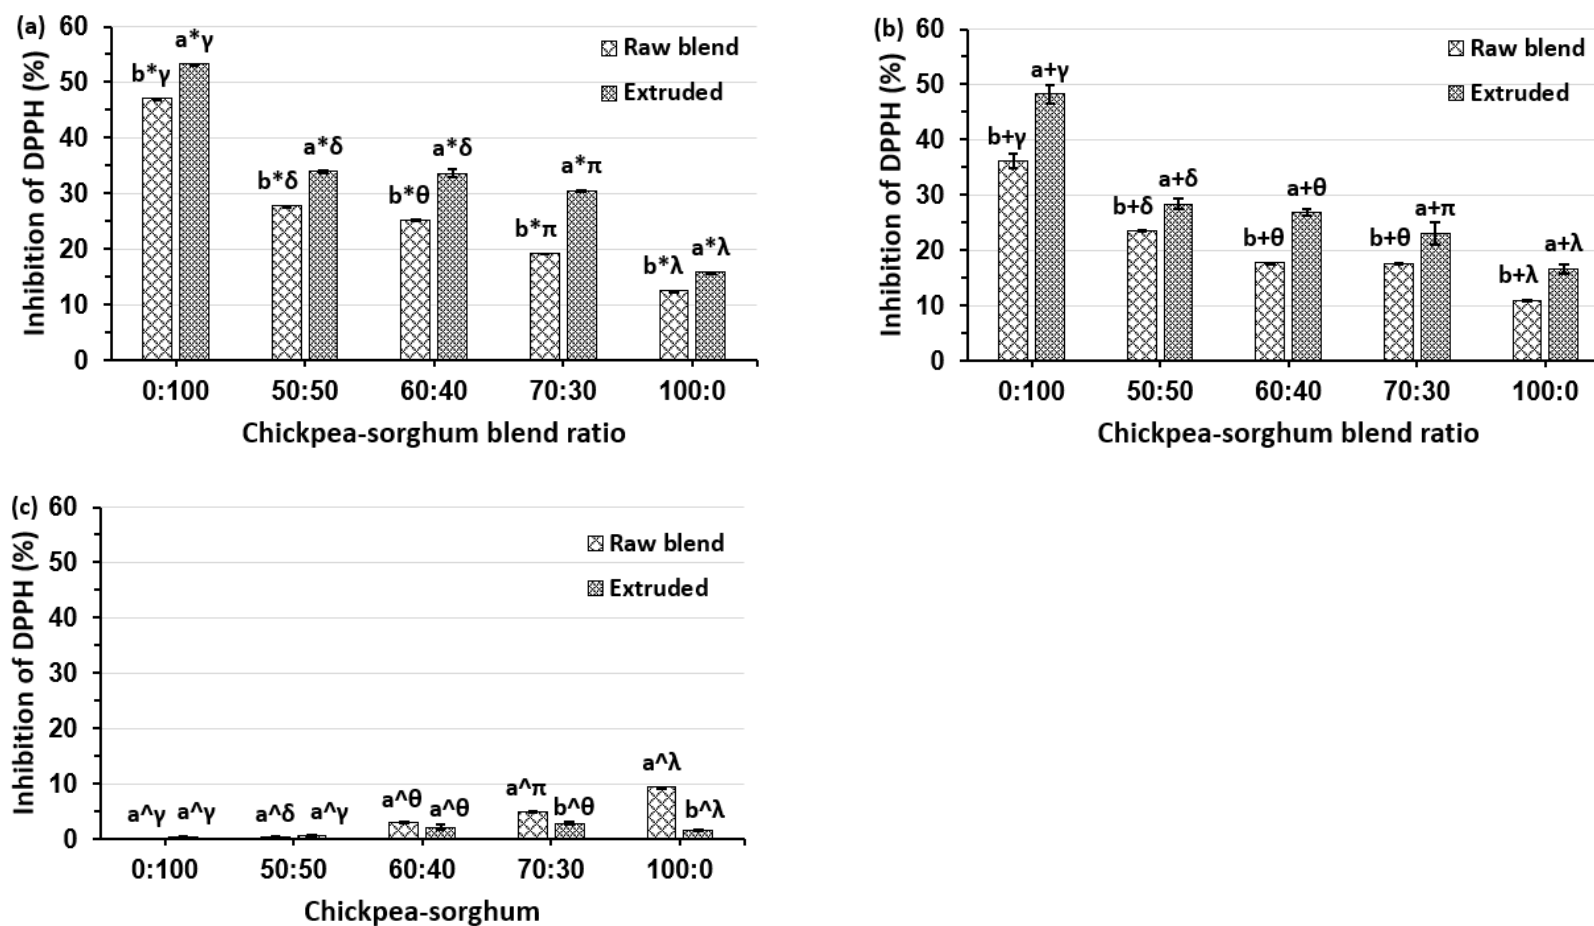 (a)
Inhibition of DPPH (%)
60
50
40
30
20
10
0
Raw blend
Extruded
b*γ
a*γ
b*δ
a*δ
b*θ
a*δ
b*π
a*π
b*λ
a*λ
0:100 50:50 60:40 70:30 100:0
Chickpea-sorghum blend ratio
(b)
Inhibition of DPPH (%)
60
50
40
30
20
10
0
Raw blend
Extruded
b+γ
a+γ
b+δ
a+δ
b+θ
a+θ
b+θ
a+π
b+λ
a+λ
0:100 50:50 60:40 70:30 100:0
Chickpea-sorghum blend ratio
(c)
Inhibition of DPPH (%)
60
50
40
30
20
10
0
Raw blend
Extruded
a^γ
a^γ
a^δ
a^γ
a^θ
a^θ
a^π
b^θ
a^λ
b^λ
0:100 50:50 60:40 70:30 100:0
Chickpea-sorghum